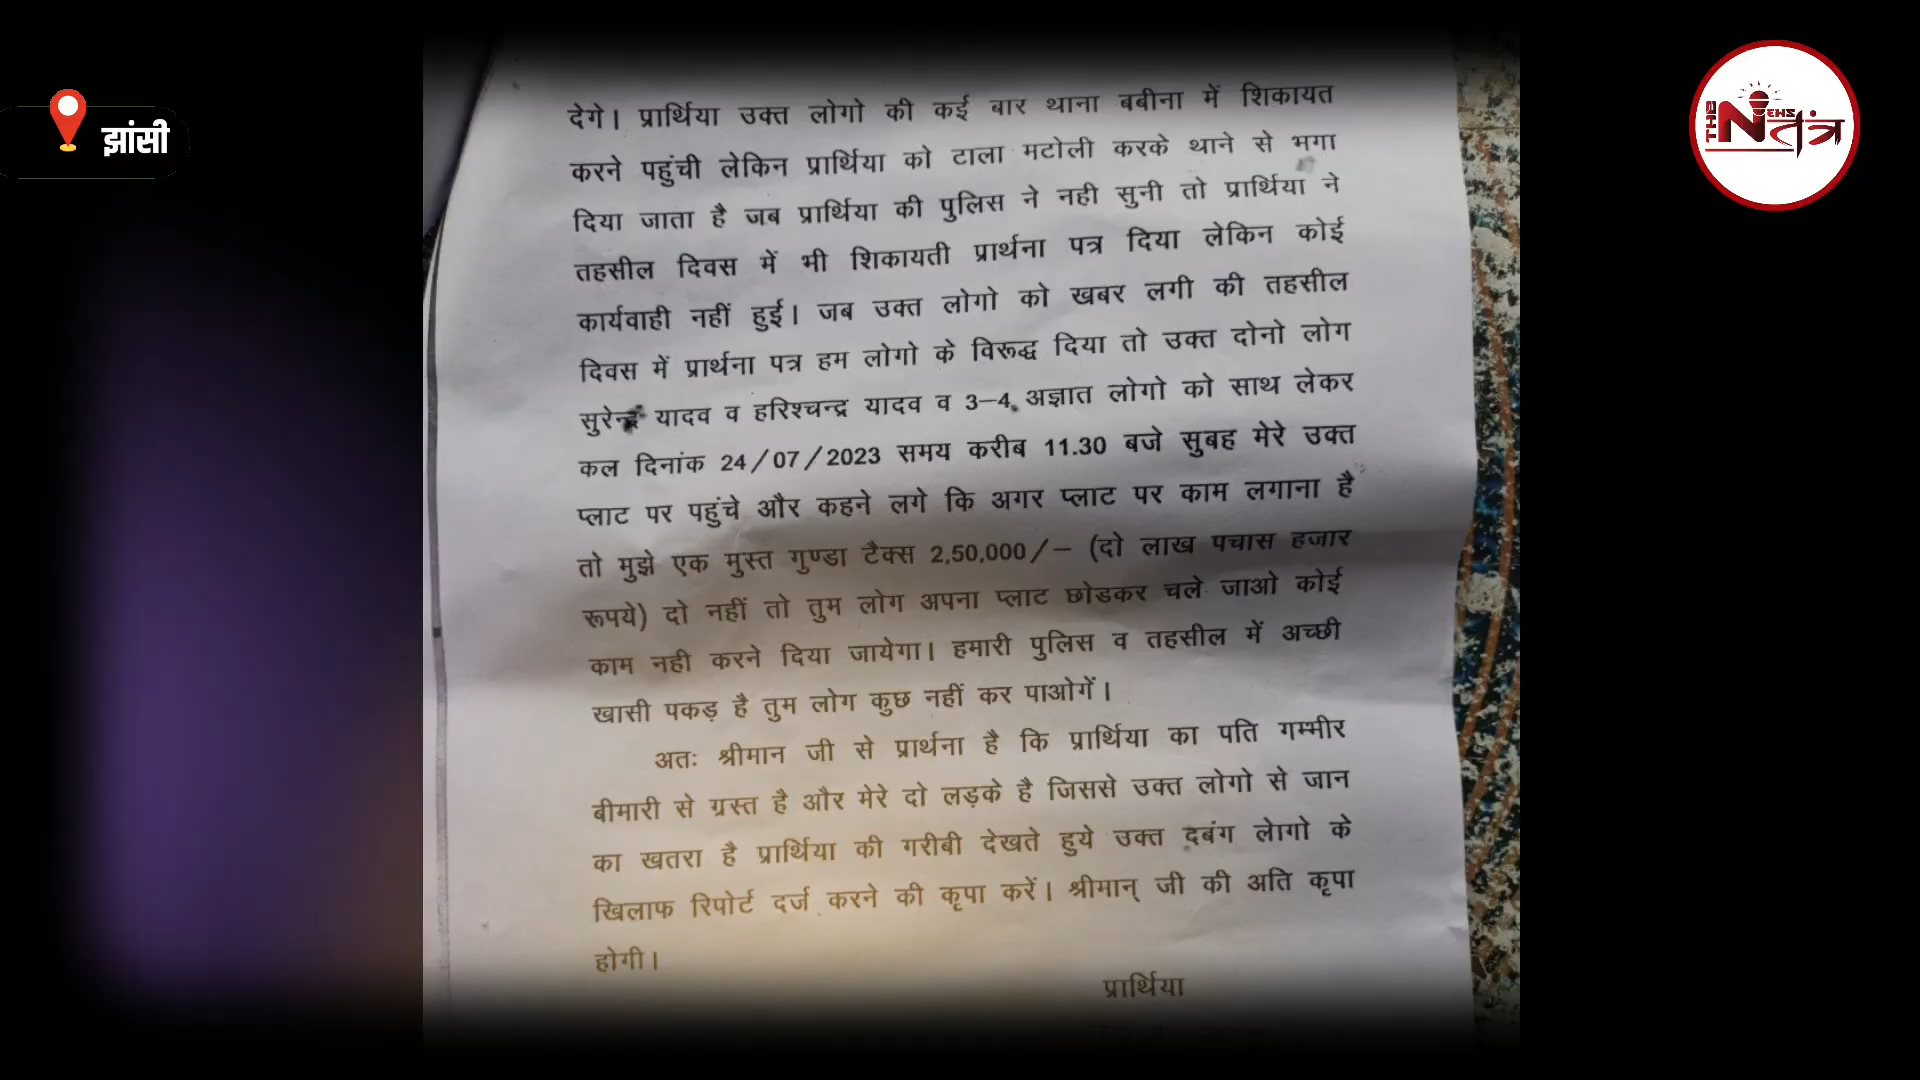 झांसी
THE NEWS तंत्र
देगे। प्रार्थिया उक्त लोगो की कई बार थाना बबीना में शिकायत
करने पहुंची लेकिन प्रार्थिया को टाला मटोली करके थाने से भगा
दिया जाता है जब प्रार्थिया की पुलिस ने नही सुनी तो प्रार्थिया ने
तहसील दिवस में भी शिकायती प्रार्थना पत्र दिया लेकिन कोई
कार्यवाही नहीं हुई। जब उक्त लोगो को खबर लगी की तहसील
दिवस में प्रार्थना पत्र हम लोगो के विरूद्ध दिया तो उक्त दोनो लोग
सुरेन्द्र यादव व हरिश्चन्द्र यादव व 3–4 अज्ञात लोगो को साथ लेकर
कल दिनांक 24/07/2023 समय करीब 11.30 बजे सुबह मेरे उक्त
प्लाट पर पहुंचे और कहने लगे कि अगर प्लाट पर काम लगाना है
तो मुझे एक मुस्त गुण्डा टैक्स 2,50,000/– (दो लाख पचास हजार
रूपये) दो नहीं तो तुम लोग अपना प्लाट छोडकर चले जाओ कोई
काम नही करने दिया जायेगा। हमारी पुलिस व तहसील में अच्छी
खासी पकड़ है तुम लोग कुछ नहीं कर पाओगें।
अतः श्रीमान जी से प्रार्थना है कि प्रार्थिया का पति गम्भीर
बीमारी से ग्रस्त है और मेरे दो लड़के है जिससे उक्त लोगो से जान
का खतरा है प्रार्थिया की गरीबी देखते हुये उक्त दबंग लेागो के
खिलाफ रिपोर्ट दर्ज करने की कृपा करें। श्रीमान् जी की अति कृपा
होगी।
प्रार्थिया